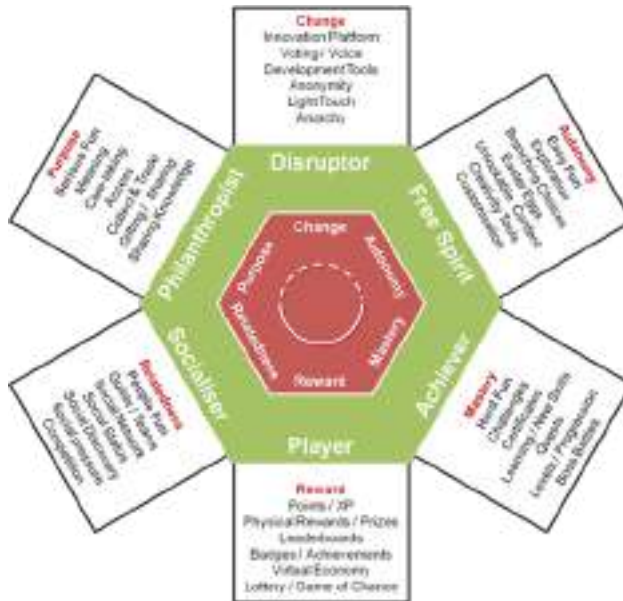 Change
Innovation Platform
Voting / Voice
Development Tools
Anonymity
Light Touch
Anarchy
Disruptor
Autonomy
Easy Fun
Exploration
Branching Choices
Easter Eggs
Unlockable Content
Creativity Tools
Customisation
Free Spirit
Mastery
Hard Fun
Challenges
Certificates
Learning / New Skills
Quests
Levels / Progression
Boss Battles
Achiever
Player
Reward
Points / XP
Physical Rewards / Prizes
Leaderboards
Badges / Achievements
Virtual Economy
Lottery / Game of Chance
Socialiser
Relatedness
People Fun
Guilds / Teams
Social Network
Social Status
Social Discovery
Social pressure
Competition
Philanthropist
Purpose
Serious Fun
Meaning
Care-taking
Access
Collect & Trade
Gifting / Sharing
Sharing Knowledge
Change
Autonomy
Mastery
Reward
Relatedness
Purpose